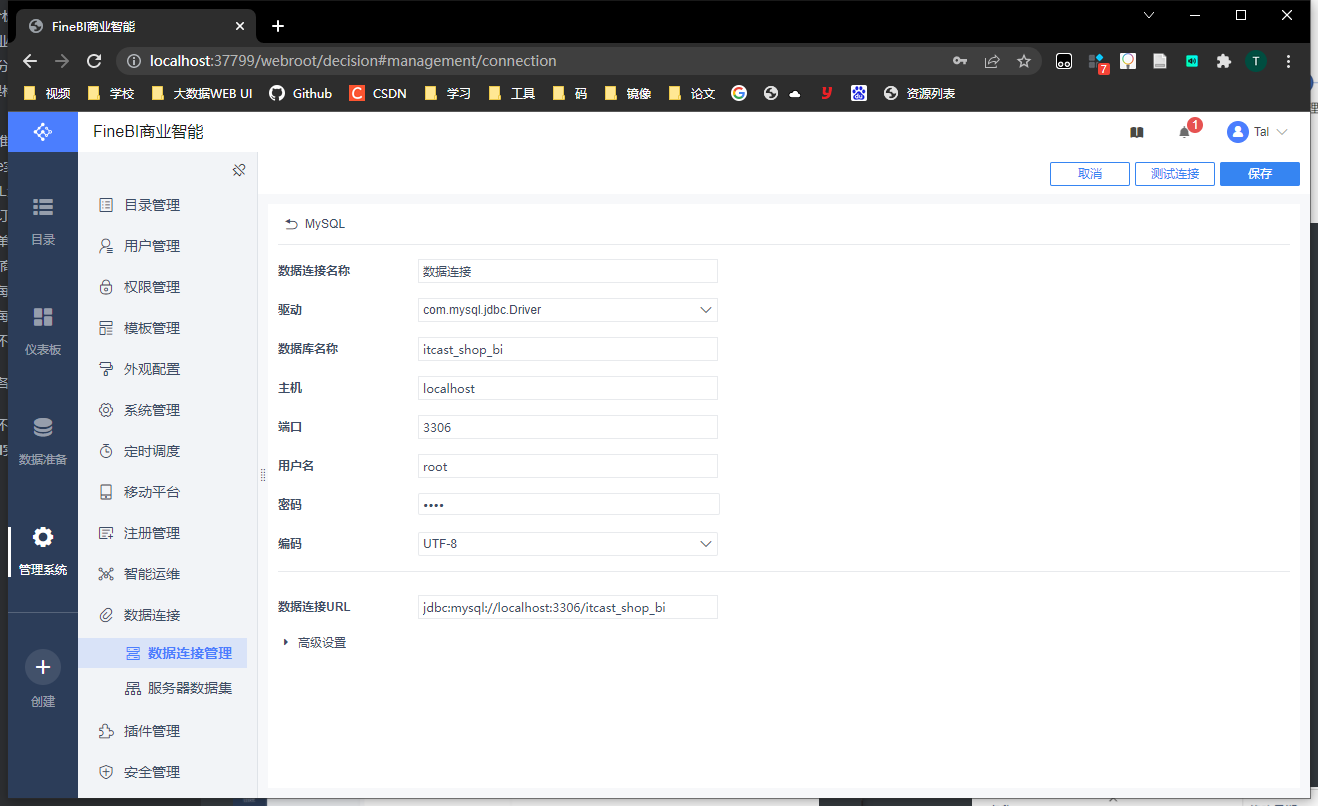 FineBI商业智能
localhost:37799/webroot/decision#management/connection
7
T
视频 学校 大数据WEB UI Github C CSDN 学习 工具 码 镜像 论文 资源列表
FineBI商业智能
1
Tal
目录
仪表板
数据准备
管理系统
创建
目录管理
用户管理
权限管理
模板管理
外观配置
系统管理
定时调度
移动平台
注册管理
智能运维
数据连接
数据连接管理
服务器数据集
插件管理
安全管理
取消 测试连接 保存
MySQL
数据连接名称 数据连接
驱动 com.mysql.jdbc.Driver
数据库名称 itcast_shop_bi
主机 localhost
端口 3306
用户名 root
密码 ••••
编码 UTF-8
数据连接URL jdbc:mysql://localhost:3306/itcast_shop_bi
高级设置